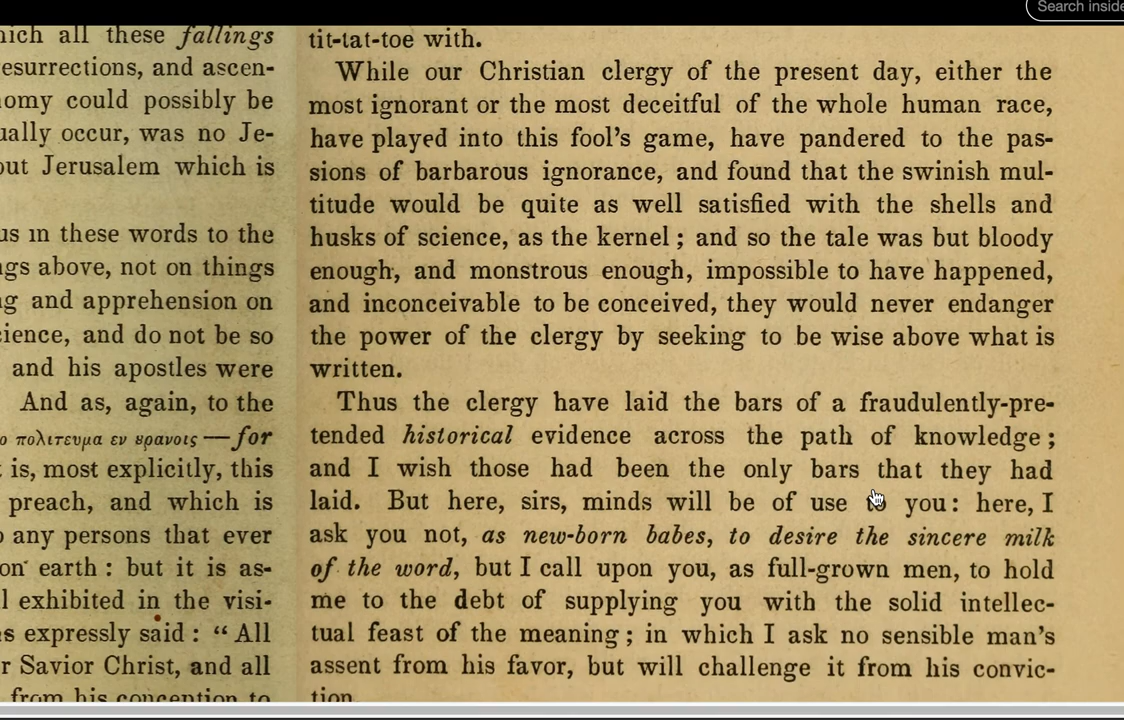 Search inside
hich all these fallings
esurrections, and ascen-
nomy could possibly be
ually occur, was no Je-
out Jerusalem which is
us in these words to the
ngs above, not on things
ng and apprehension on
cience, and do not be so
and his apostles were
And as, again, to the
ο πολιτευμα εν ȣρανοις—for
t is, most explicitly, this
preach, and which is
o any persons that ever
on earth : but it is as-
l exhibited in the visi-
es expressly said : “ All
r Savior Christ, and all
from his conception to
tit-tat-toe with.
While our Christian clergy of the present day, either the
most ignorant or the most deceitful of the whole human race,
have played into this fool’s game, have pandered to the pas-
sions of barbarous ignorance, and found that the swinish mul-
titude would be quite as well satisfied with the shells and
husks of science, as the kernel ; and so the tale was but bloody
enough, and monstrous enough, impossible to have happened,
and inconceivable to be conceived, they would never endanger
the power of the clergy by seeking to be wise above what is
written.
Thus the clergy have laid the bars of a fraudulently-pre-
tended historical evidence across the path of knowledge ;
and I wish those had been the only bars that they had
laid. But here, sirs, minds will be of use to you : here, I
ask you not, as new-born babes, to desire the sincere milk
of the word, but I call upon you, as full-grown men, to hold
me to the debt of supplying you with the solid intellec-
tual feast of the meaning ; in which I ask no sensible man’s
assent from his favor, but will challenge it from his convic-
tion